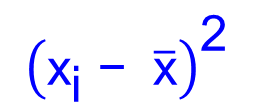 (xᵢ − x̄)²